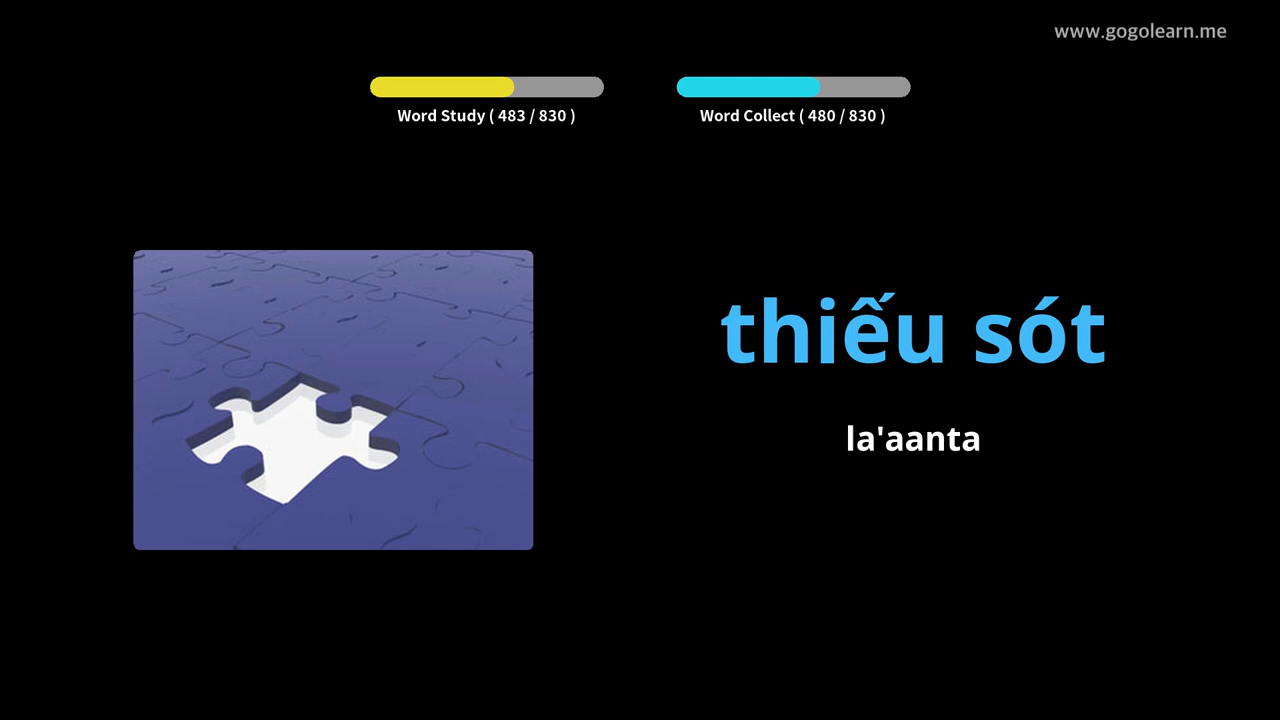 www.gogolearn.me
Word Study ( 483 / 830 )
Word Collect ( 480 / 830 )
thiếu sót
la'aanta